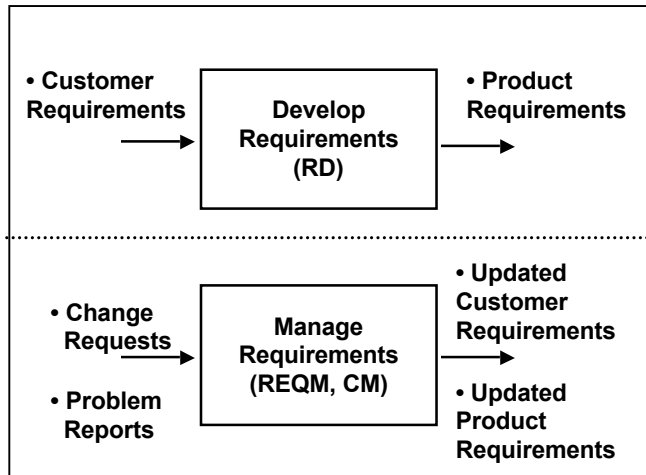 • Customer
Requirements
Develop
Requirements
(RD)
• Product
Requirements
• Change
Requests
• Problem
Reports
Manage
Requirements
(REQM, CM)
• Updated
Customer
Requirements
• Updated
Product
Requirements